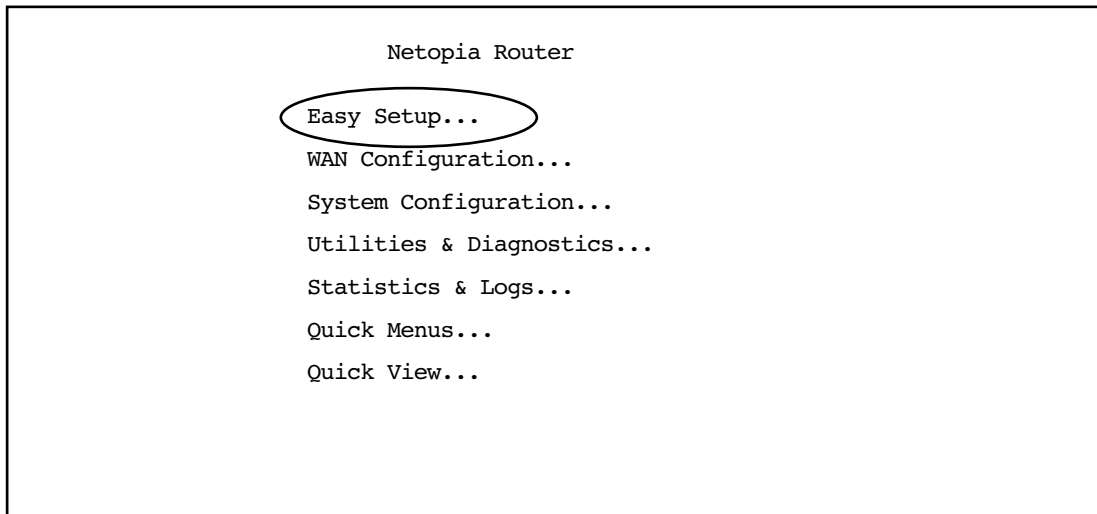 Netopia Router
Easy Setup...
WAN Configuration...
System Configuration...
Utilities & Diagnostics...
Statistics & Logs...
Quick Menus...
Quick View...